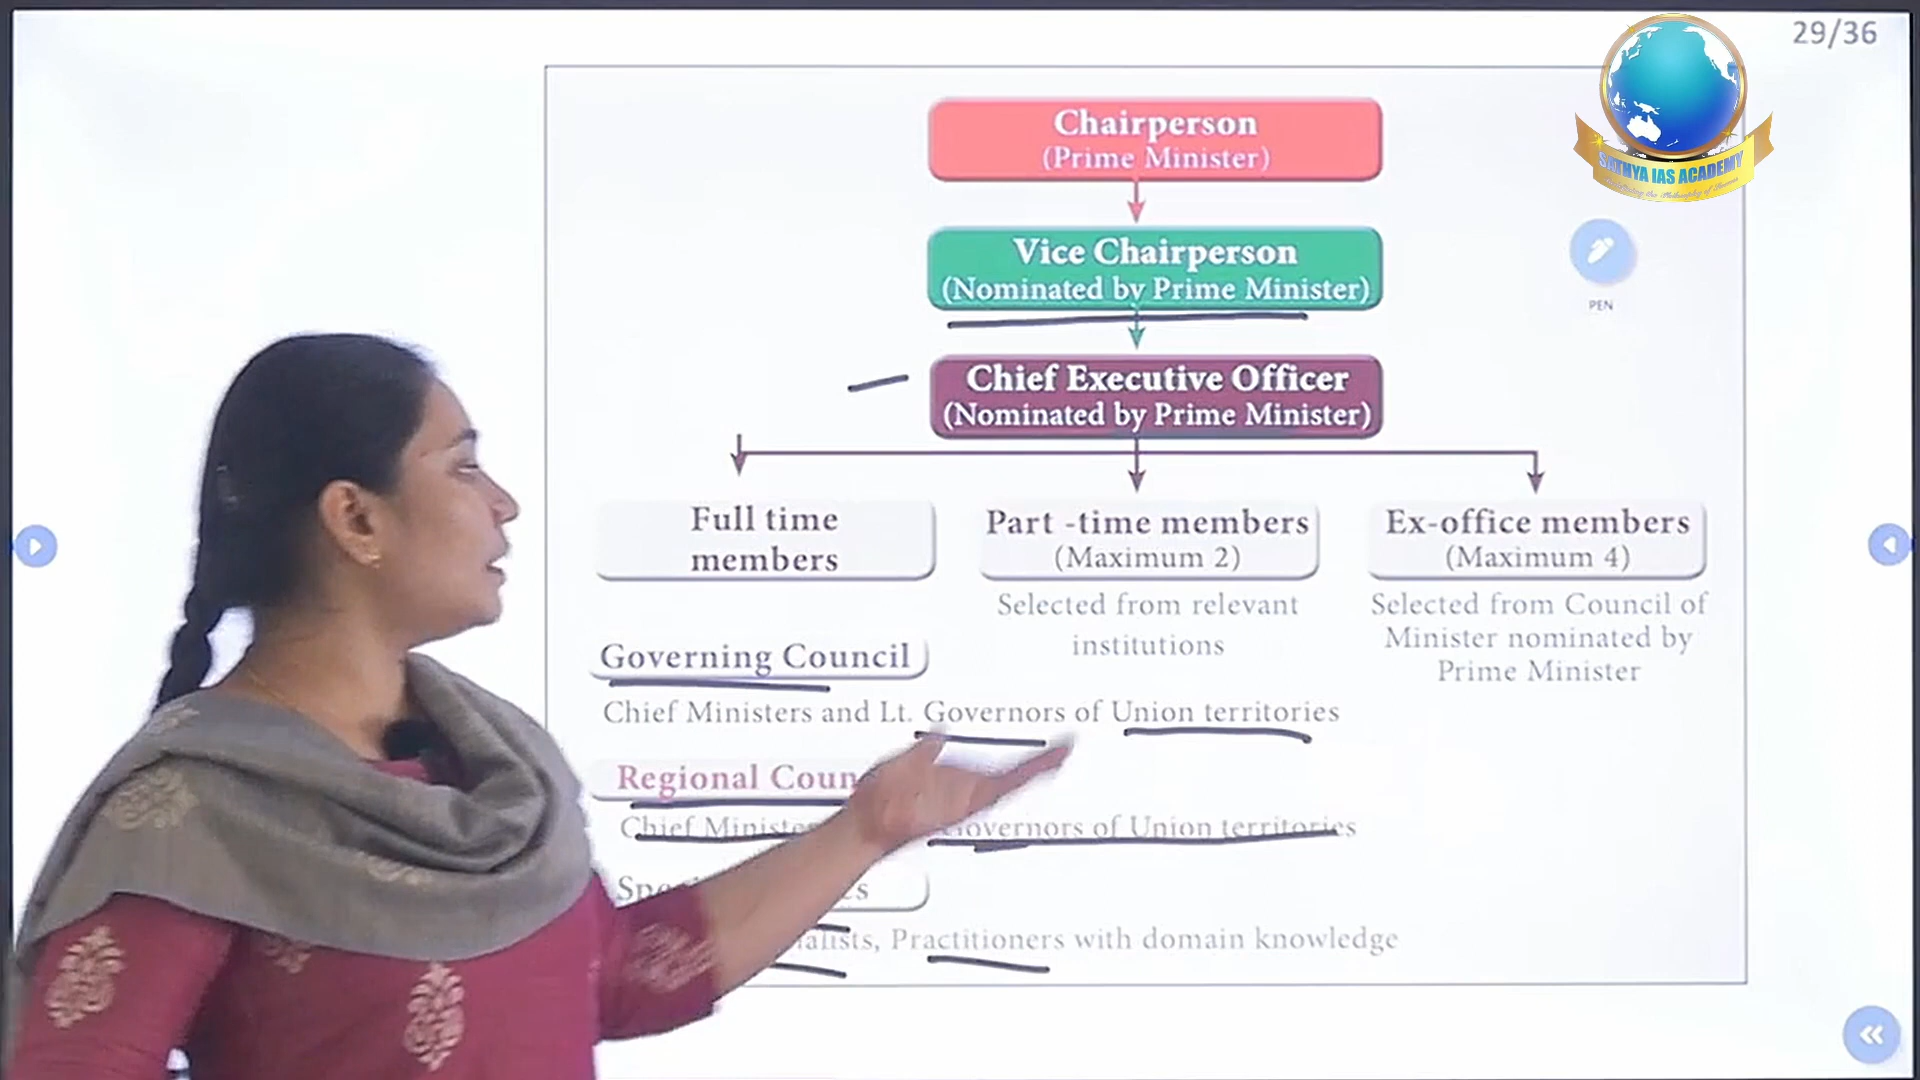 29/36
SATHYA IAS ACADEMY
Chairperson
(Prime Minister)
Vice Chairperson
(Nominated by Prime Minister)
PEN
Chief Executive Officer
(Nominated by Prime Minister)
Full time
members
Part -time members
(Maximum 2)
Ex-office members
(Maximum 4)
Selected from relevant
institutions
Selected from Council of
Minister nominated by
Prime Minister
Governing Council
Chief Ministers and Lt. Governors of Union territories
Regional
Chief of Union territories
Practitioners with domain knowledge